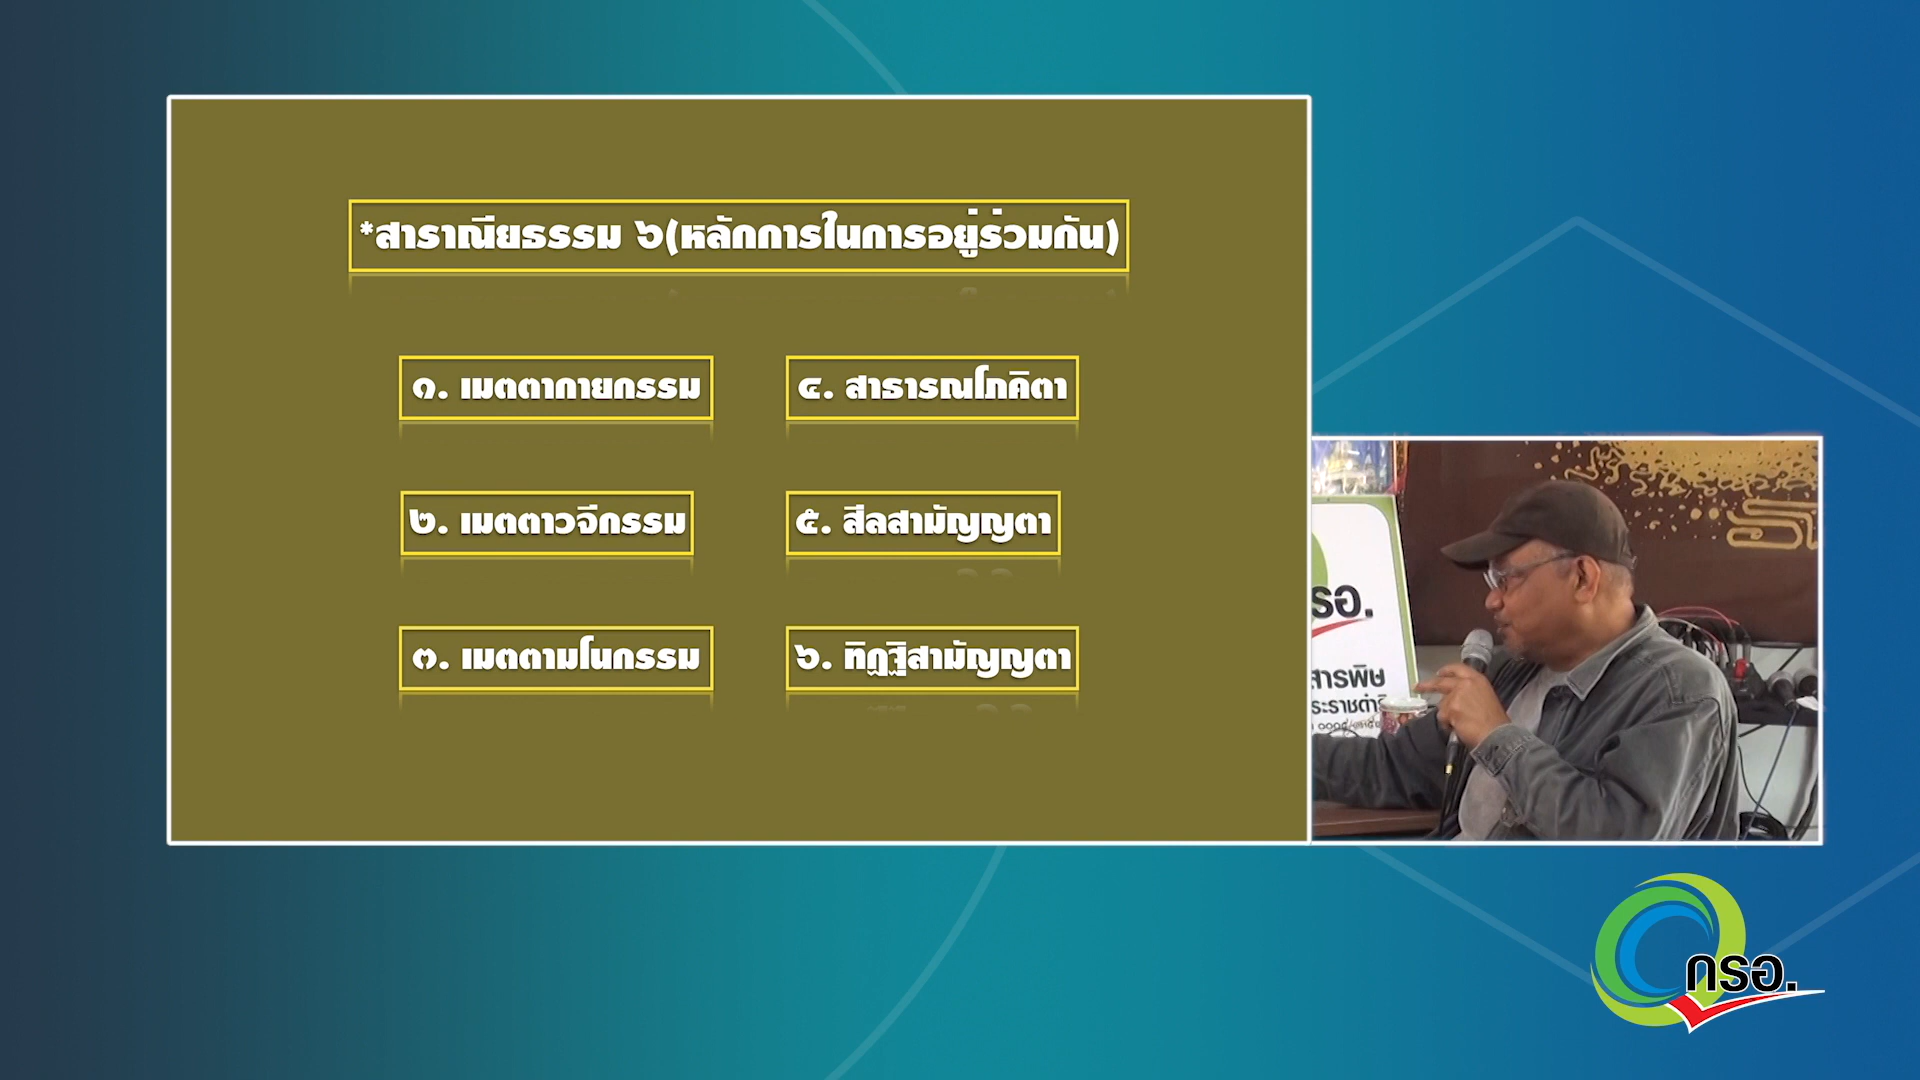 *สาราณียธรรม ๖(หลักการในการอยู่ร่วมกัน)
๑. เมตตากายกรรม
๒. เมตตาวจีกรรม
๓. เมตตามโนกรรม
๔. สาธารณโภคิตา
๕. สีลสามัญญตา
๖. ทิฏฐิสามัญญตา
รอ.
สารพิษ
กรอ.